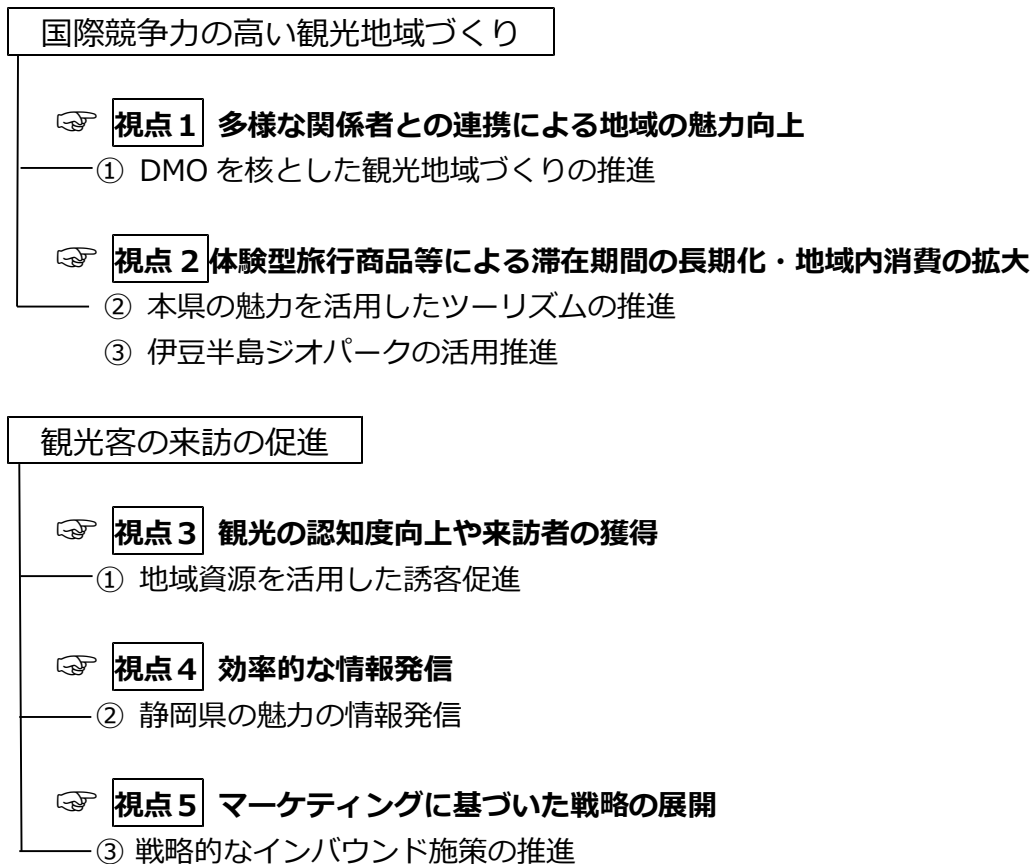 国際競争力の高い観光地域づくり
☞ 視点１ 多様な関係者との連携による地域の魅力向上
① DMO を核とした観光地域づくりの推進
☞ 視点２ 体験型旅行商品等による滞在期間の長期化・地域内消費の拡大
② 本県の魅力を活用したツーリズムの推進
③ 伊豆半島ジオパークの活用推進
観光客の来訪の促進
☞ 視点３ 観光の認知度向上や来訪者の獲得
① 地域資源を活用した誘客促進
☞ 視点４ 効率的な情報発信
② 静岡県の魅力の情報発信
☞ 視点５ マーケティングに基づいた戦略の展開
③ 戦略的なインバウンド施策の推進